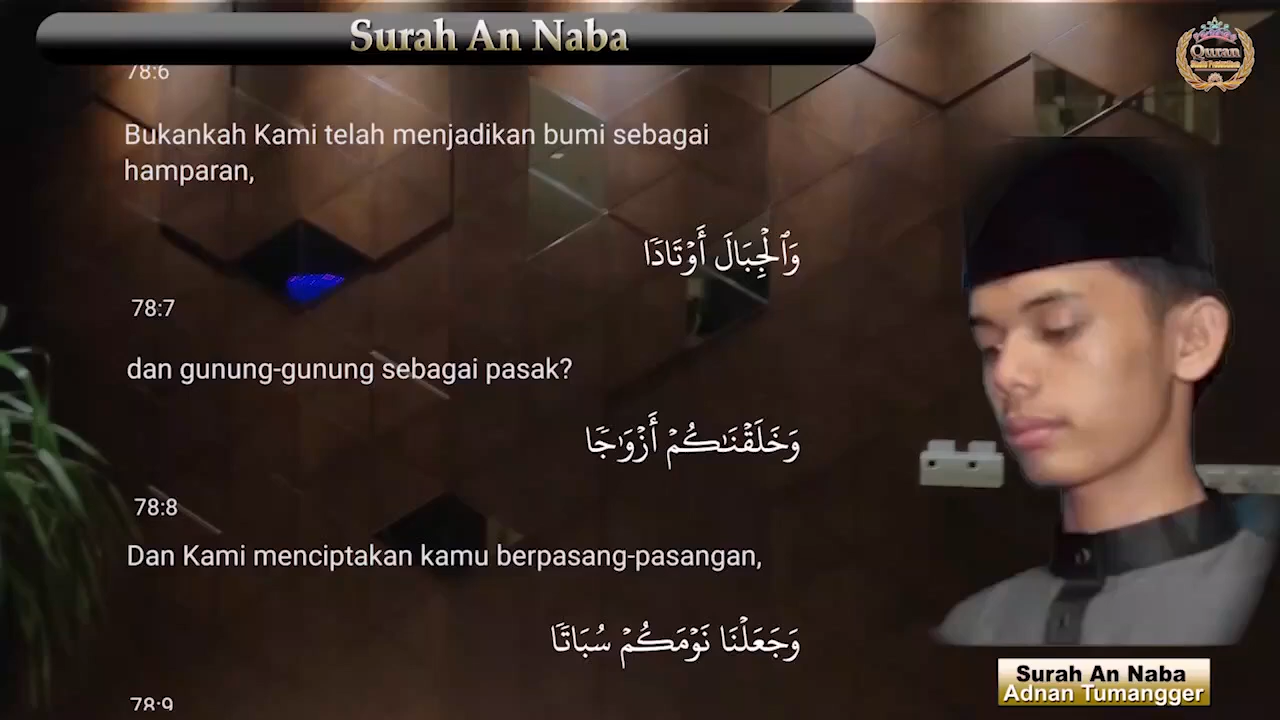 Surah An Naba
Quran
78:6
Bukankah Kami telah menjadikan bumi sebagai
hamparan,
وَٱلْجِبَالَ أَوْتَادًا
78:7
dan gunung-gunung sebagai pasak?
وَخَلَقْنَـٰكُمْ أَزْوَٰجًا
78:8
Dan Kami menciptakan kamu berpasang-pasangan,
وَجَعَلْنَا نَوْمَكُمْ سُبَاتًا
78:9
Surah An Naba
Adnan Tumangger